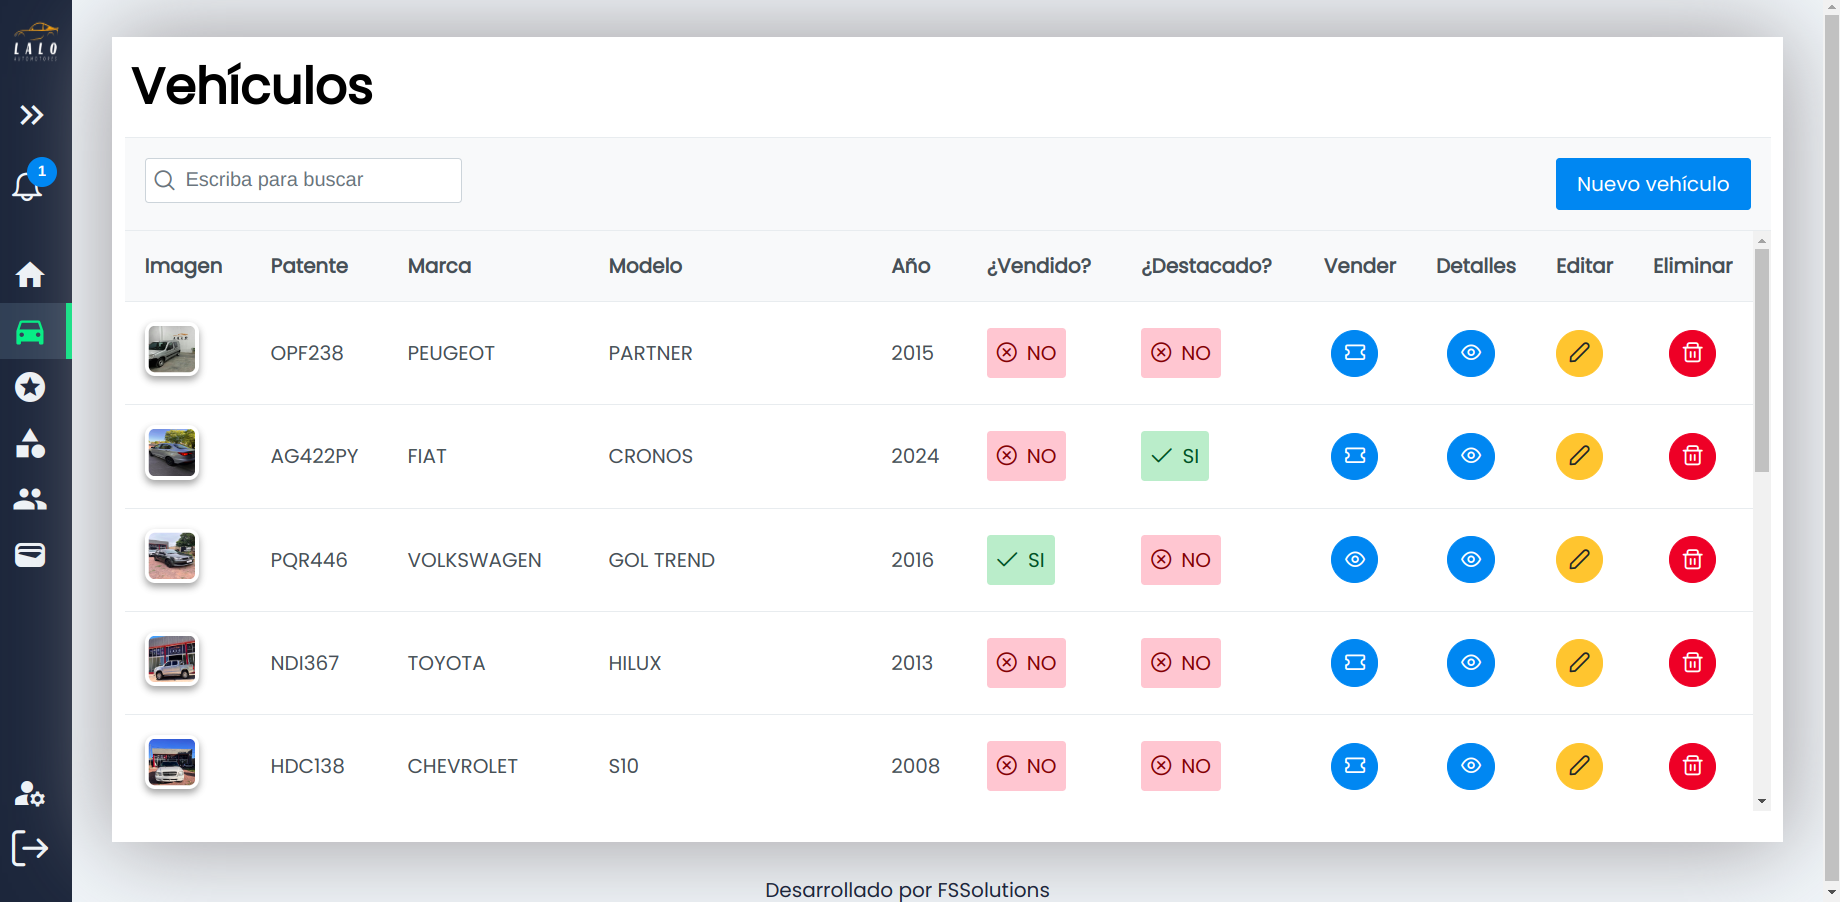 LALO
AUTOMOTORES
1
Vehículos
Escriba para buscar
Nuevo vehículo
Imagen Patente Marca Modelo Año ¿Vendido? ¿Destacado? Vender Detalles Editar Eliminar
OPF238 PEUGEOT PARTNER 2015 NO NO
AG422PY FIAT CRONOS 2024 NO SI
PQR446 VOLKSWAGEN GOL TREND 2016 SI NO
NDI367 TOYOTA HILUX 2013 NO NO
HDC138 CHEVROLET S10 2008 NO NO
Desarrollado por FSSolutions